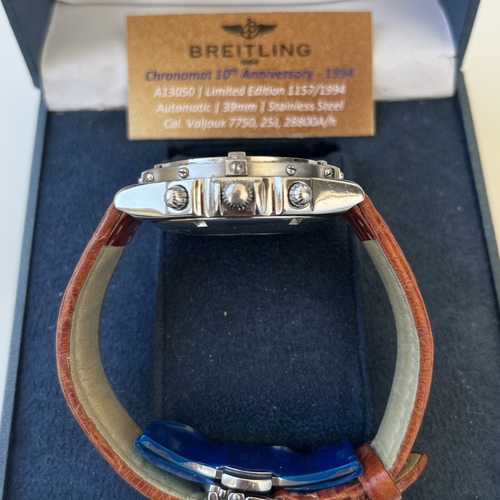 BREITLING
1884
Chronomat 10th Anniversary - 1994
A13050 | Limited Edition 1157/1994
Automatic | 39mm | Stainless Steel
Cal. Valjoux 7750, 25J, 28800A/h